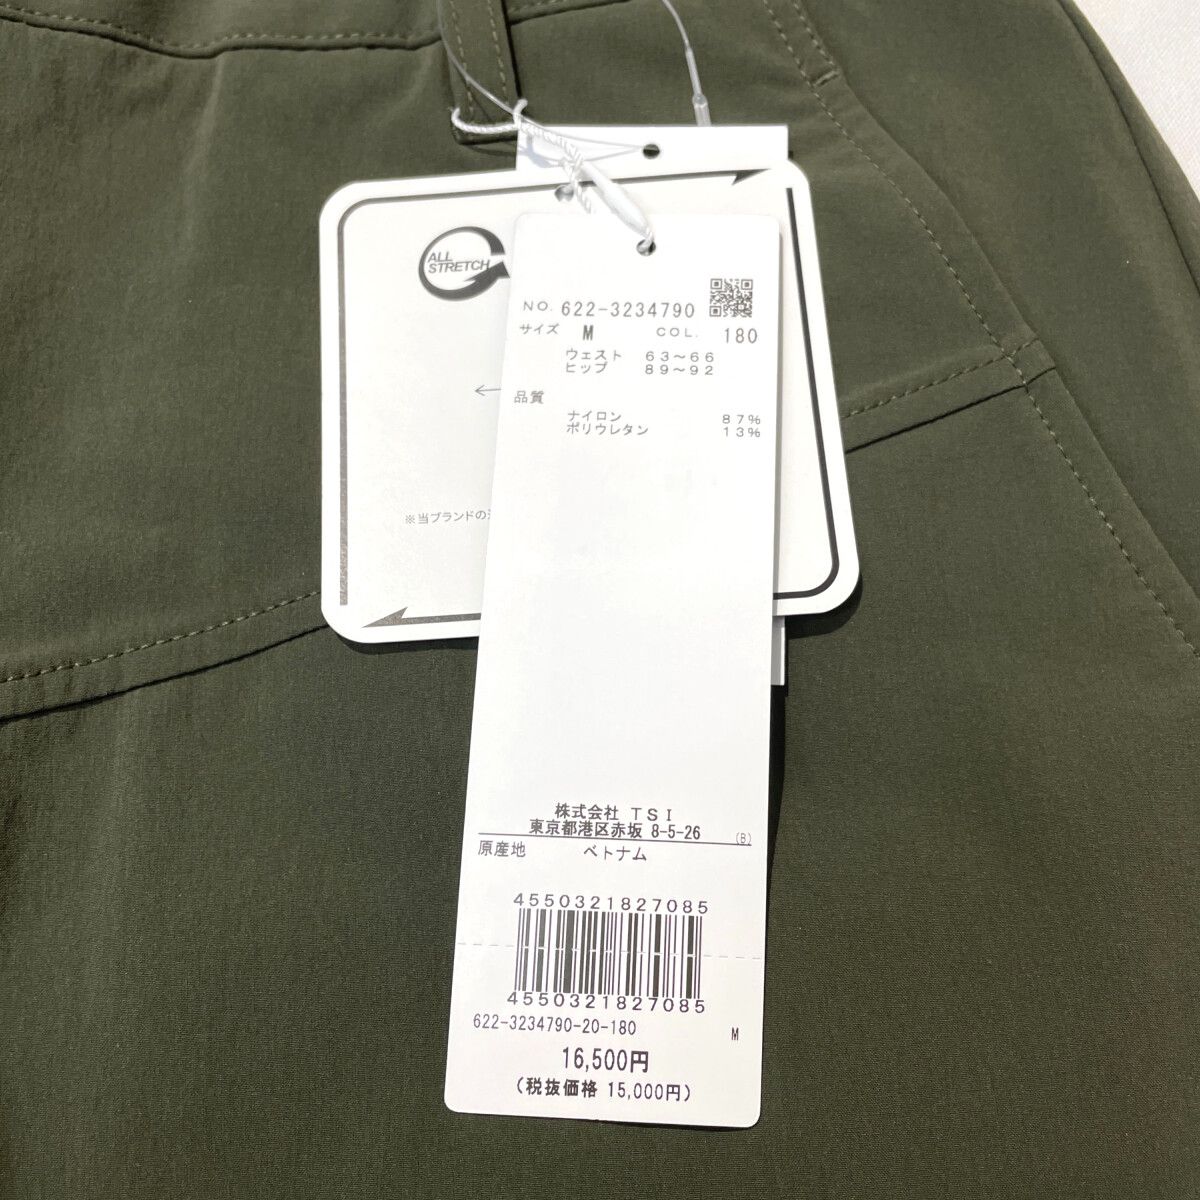 ALL
STRETCH
※当ブランドの
NO. 622-3234790
サイズ M COL. 180
ウェスト 63～66
ヒップ 89～92
品質
ナイロン 87%
ポリウレタン 13%
株式会社 TSI
東京都港区赤坂 8-5-26
(B)
原産地 ベトナム
4550321827085
4550321827085
622-3234790-20-180
M
16,500円
(税抜価格 15,000円)